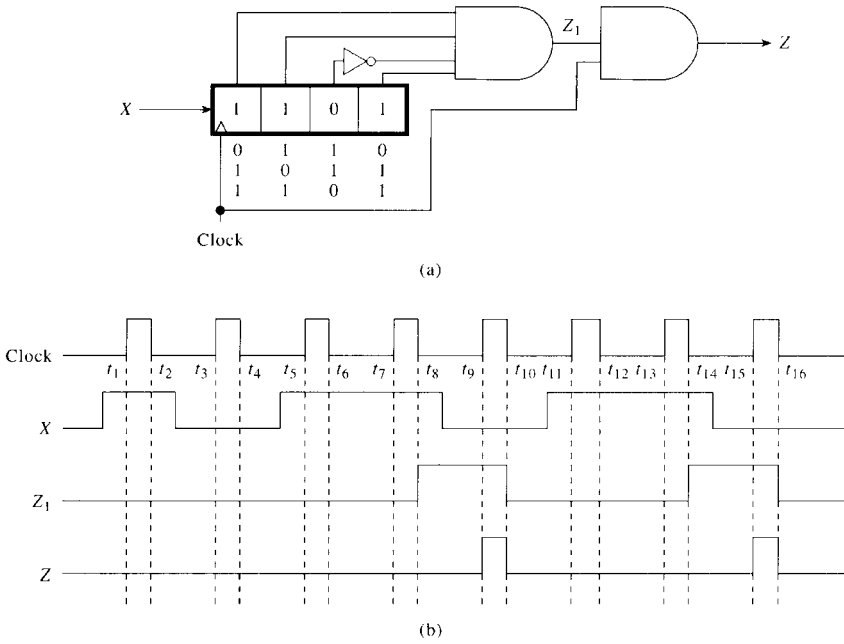 Z₁
Z
X
1 1 0 1
0 1 1 0
1 0 1 1
1 1 0 1
Clock
(a)
Clock
t₁ t₂ t₃ t₄ t₅ t₆ t₇ t₈ t₉ t₁₀ t₁₁ t₁₂ t₁₃ t₁₄ t₁₅ t₁₆
X
Z₁
Z
(b)